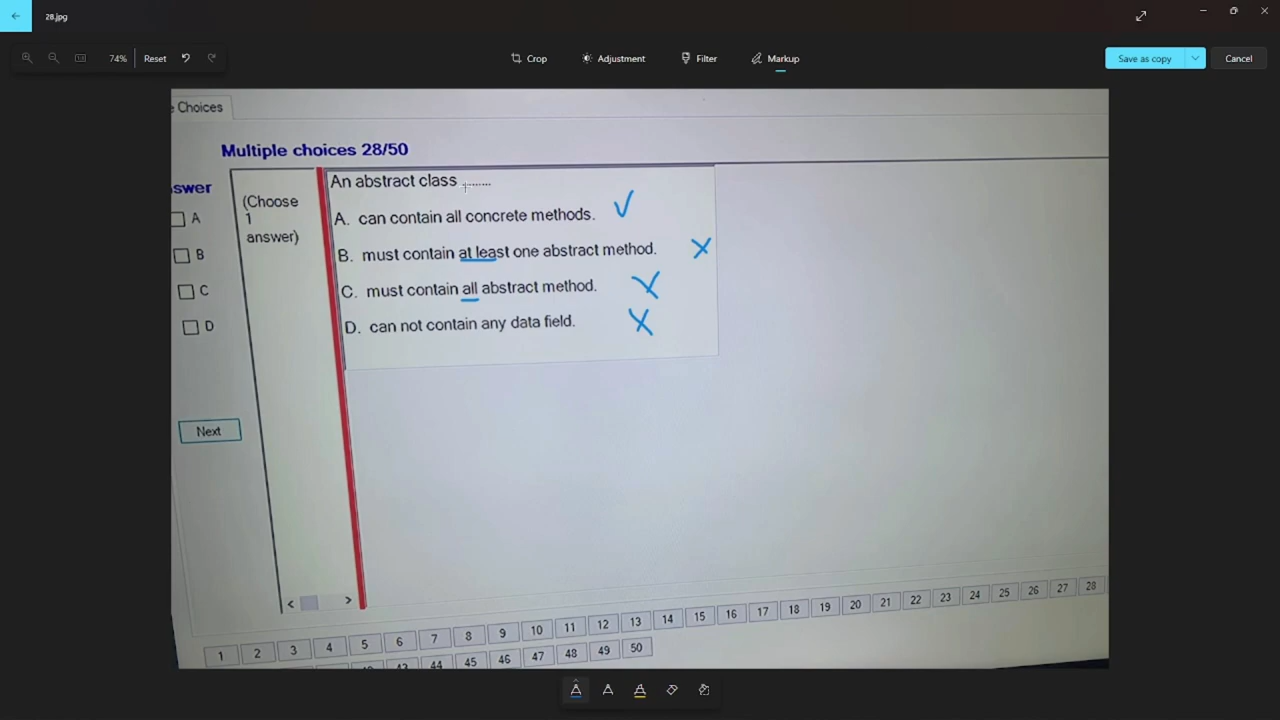 28.jpg
74%
Reset
Crop
Adjustment
Filter
Markup
Save as copy
Cancel
Choices
Multiple choices 28/50
swer
A
B
C
D
(Choose
1
answer)
An abstract class ........
A. can contain all concrete methods.
B. must contain at least one abstract method.
C. must contain all abstract method.
D. can not contain any data field.
Next
< >
1 2 3 4 5 6 7 8 9 10 11 12 13 14 15 16 17 18 19 20 21 22 23 24 25 26 27 28
43 44 45 46 47 48 49 50